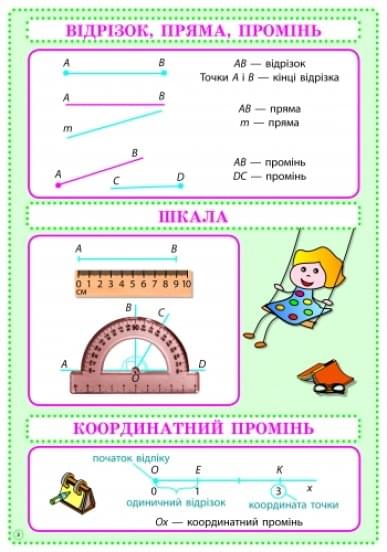 ВІДРІЗОК, ПРЯМА, ПРОМІНЬ
A B
AB — відрізок
Точки A і B — кінці відрізка
A B
AB — пряма
m
m — пряма
A B
AB — промінь
C D
DC — промінь
ШКАЛА
A B
0 1 2 3 4 5 6 7 8 9 10
СМ
B C
A D
O
КООРДИНАТНИЙ ПРОМІНЬ
початок відліку
O E K
0 1 3 x
одиничний відрізок
координата точки
Ox — координатний промінь